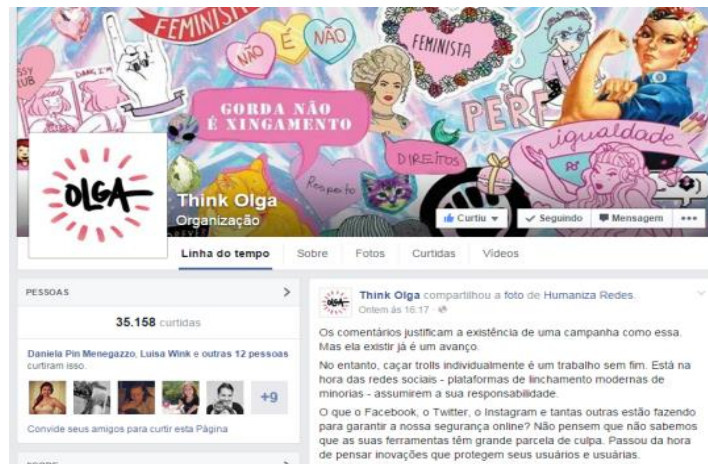 FEMINISTA
NÃO
É
NÃO
FEMINISTA
GORDA NÃO
É XINGAMENTO
PERF
DIREITOS
igualdade
Respeito
OLGA
Think Olga
Organização
Curtiu
Seguindo
Mensagem
Linha do tempo
Sobre
Fotos
Curtidas
Vídeos
PESSOAS
35.158 curtidas
Daniela Pin Menegazzo, Luisa Wink e outras 12 pessoas
curtiram isso.
+9
Convide seus amigos para curtir esta Página
OLGA
Think Olga compartilhou a foto de Humaniza Redes.
Ontem às 16:17
Os comentários justificam a existência de uma campanha como essa.
Mas ela existir já é um avanço.
No entanto, caçar trolls individualmente é um trabalho sem fim. Está na
hora das redes sociais - plataformas de linchamento modernas de
minorias - assumirem a sua responsabilidade.
O que o Facebook, o Twitter, o Instagram e tantas outras estão fazendo
para garantir a nossa segurança online? Não pensem que não sabemos
que as suas ferramentas têm grande parcela de culpa. Passou da hora
de pensar inovações que protegem seus usuários e usuárias.